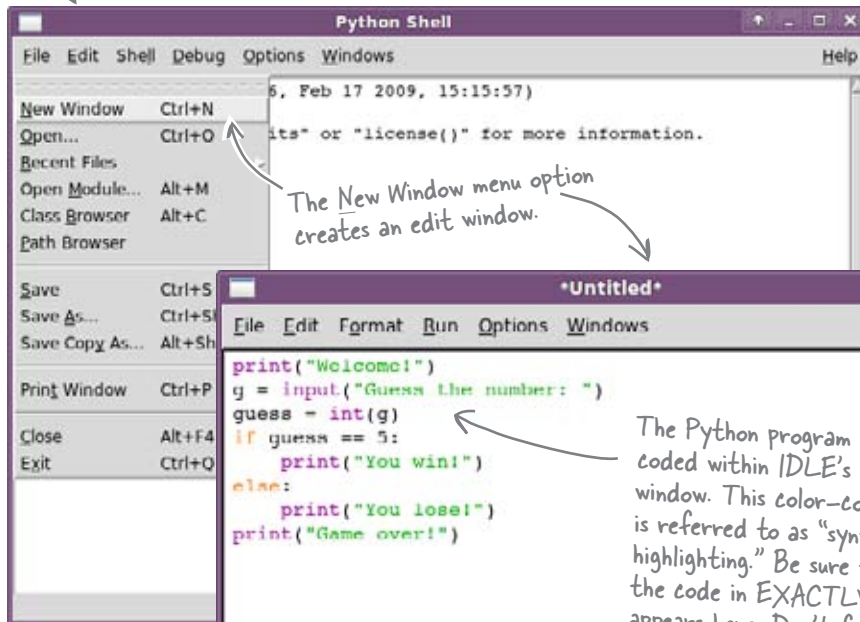 Python Shell
File Edit Shell Debug Options Windows Help
New Window Ctrl+N
Open... Ctrl+O
Recent Files
Open Module... Alt+M
Class Browser Alt+C
Path Browser
Save Ctrl+S
Save As...
Save Copy As...
Print Window Ctrl+P
Close Alt+F4
Exit Ctrl+Q
6, Feb 17 2009, 15:15:57)
its" or "license()" for more information.
The New Window menu option
creates an edit window.
*Untitled*
File Edit Format Run Options Windows
print("Welcome!")
g = input("Guess the number: ")
guess = int(g)
if guess == 5:
    print("You win!")
else:
    print("You lose!")
print("Game over!")
The Python program
coded within IDLE's
window. This color-co
is referred to as "syn
highlighting." Be sure
the code in EXACTLY